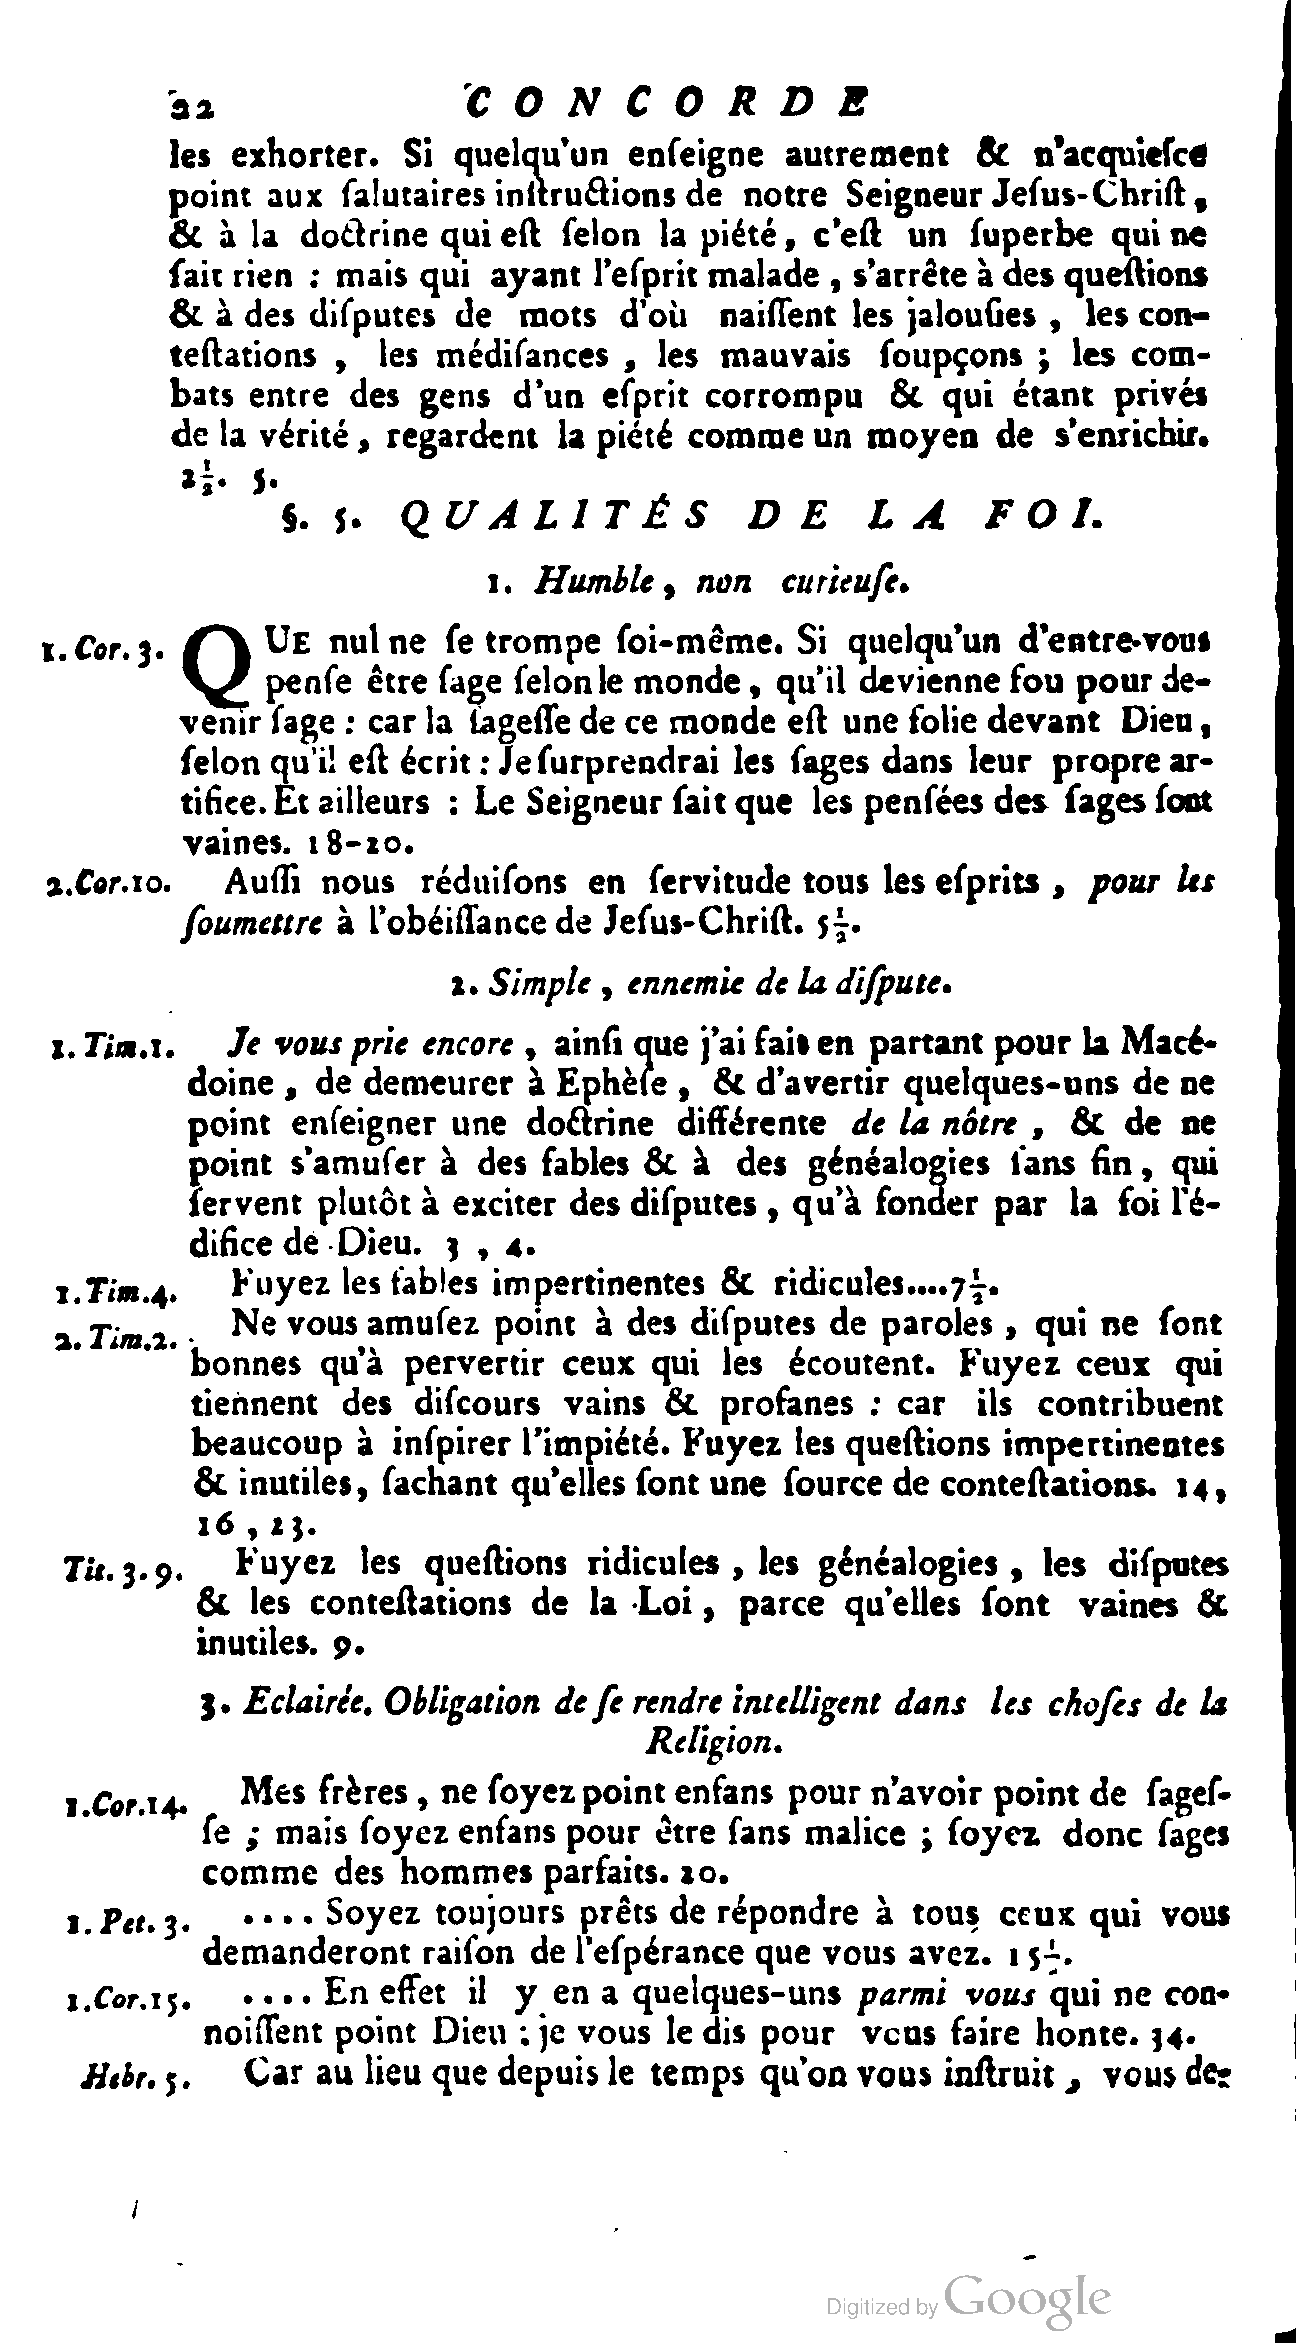 22 CONCORDE
les exhorter. Si quelqu'un enſeigne autrement & n'acquieſce
point aux ſalutaires inſtructions de notre Seigneur Jeſus-Chriſt,
& à la doctrine qui eſt ſelon la piété, c'eſt un ſuperbe qui ne
ſait rien : mais qui ayant l'eſprit malade, s'arrête à des queſtions
& à des diſputes de mots d'où naiſſent les jalouſies, les con-
teſtations, les médiſances, les mauvais ſoupçons ; les com-
bats entre des gens d'un eſprit corrompu & qui étant privés
de la vérité, regardent la piété comme un moyen de s'enrichir.
2½. 5.
§. 5. QUALITÉS DE LA FOI.
1. Humble, non curieuſe.
1. Cor. 3. QUE nul ne ſe trompe ſoi-même. Si quelqu'un d'entre-vous
penſe être ſage ſelon le monde, qu'il devienne fou pour de-
venir ſage : car la ſageſſe de ce monde eſt une folie devant Dieu,
ſelon qu'il eſt écrit : Je ſurprendrai les ſages dans leur propre ar-
tifice. Et ailleurs : Le Seigneur ſait que les penſées des ſages ſont
vaines. 18-20.
2. Cor. 10. Auſſi nous réduiſons en ſervitude tous les eſprits, pour les
ſoumettre à l'obéiſſance de Jeſus-Chriſt. 5½.
2. Simple, ennemie de la diſpute.
1. Tim. 1. Je vous prie encore, ainſi que j'ai fait en partant pour la Macé-
doine, de demeurer à Ephèſe, & d'avertir quelques-uns de ne
point enſeigner une doctrine différente de la nôtre, & de ne
point s'amuſer à des fables & à des généalogies ſans fin, qui
ſervent plutôt à exciter des diſputes, qu'à fonder par la foi l'é-
difice de Dieu. 3, 4.
1. Tim. 4. Fuyez les fables impertinentes & ridicules....7½.
2. Tim. 2. Ne vous amuſez point à des diſputes de paroles, qui ne ſont
bonnes qu'à pervertir ceux qui les écoutent. Fuyez ceux qui
tiennent des diſcours vains & profanes : car ils contribuent
beaucoup à inſpirer l'impiété. Fuyez les queſtions impertinentes
& inutiles, ſachant qu'elles ſont une ſource de conteſtations. 14,
16, 23.
Tit. 3. 9. Fuyez les queſtions ridicules, les généalogies, les diſputes
& les conteſtations de la Loi, parce qu'elles ſont vaines &
inutiles. 9.
3. Eclairée. Obligation de ſe rendre intelligent dans les choſes de la
Religion.
1. Cor. 14. Mes frères, ne ſoyez point enfans pour n'avoir point de ſageſ-
ſe ; mais ſoyez enfans pour être ſans malice ; ſoyez donc ſages
comme des hommes parfaits. 20.
1. Pet. 3. .... Soyez toujours prêts de répondre à tous ceux qui vous
demanderont raiſon de l'eſpérance que vous avez. 15½.
1. Cor. 15. .... En effet il y en a quelques-uns parmi vous qui ne con-
noiſſent point Dieu ; je vous le dis pour vous faire honte. 34.
Hebr. 5. Car au lieu que depuis le temps qu'on vous inſtruit, vous de-
Digitized by Google